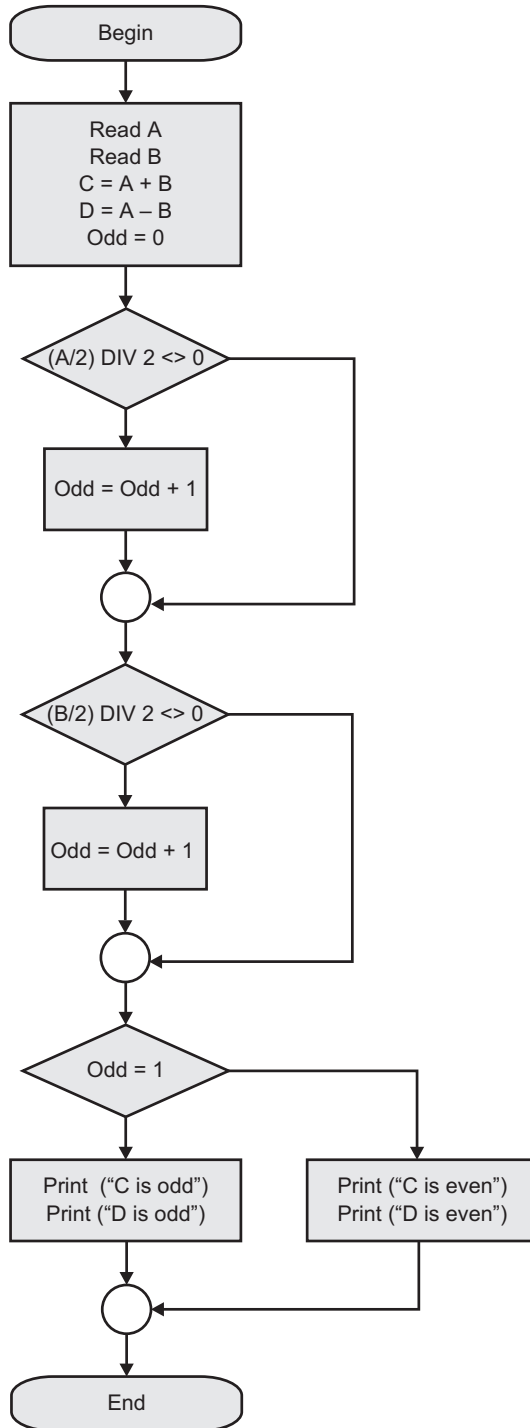 Begin
Read A
Read B
C = A + B
D = A – B
Odd = 0
(A/2) DIV 2 <> 0
Odd = Odd + 1
(B/2) DIV 2 <> 0
Odd = Odd + 1
Odd = 1
Print (“C is odd”)
Print (“D is odd”)
Print (“C is even”)
Print (“D is even”)
End